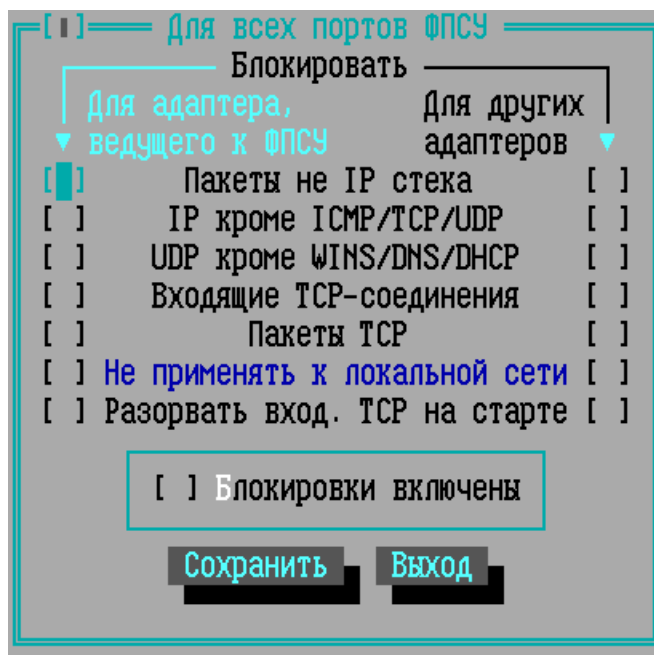 [▮] Для всех портов ФПСУ
Блокировать
Для адаптера, Для других
▼ ведущего к ФПСУ адаптеров ▼
[ ] Пакеты не IP стека [ ]
[ ] IP кроме ICMP/TCP/UDP [ ]
[ ] UDP кроме WINS/DNS/DHCP [ ]
[ ] Входящие TCP-соединения [ ]
[ ] Пакеты TCP [ ]
[ ] Не применять к локальной сети [ ]
[ ] Разорвать вход. TCP на старте [ ]
[ ] Блокировки включены
Сохранить Выход